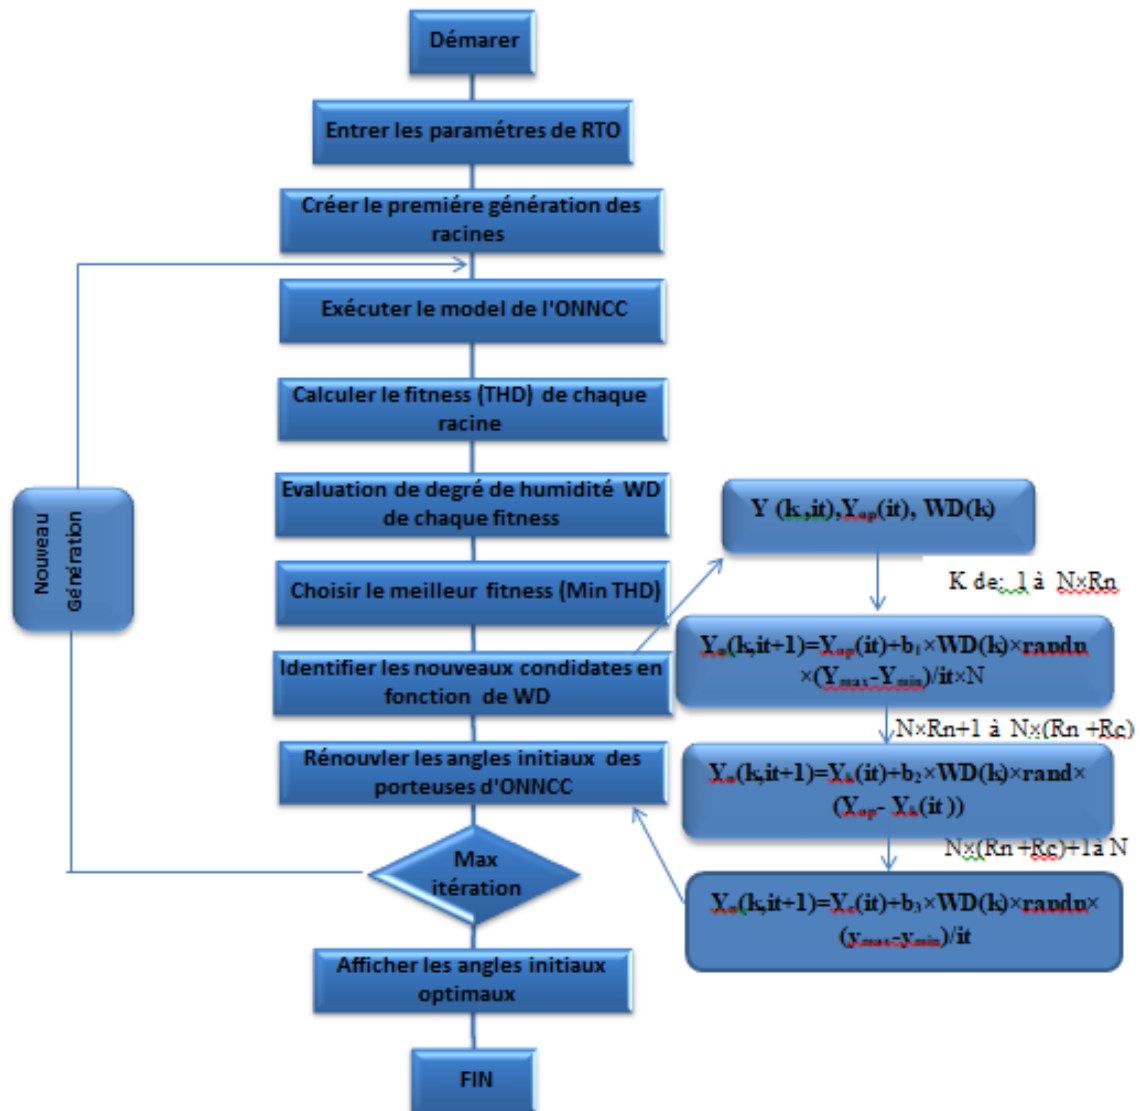 Démarer
Entrer les paramétres de RTO
Créer le premiére génération des
racines
Exécuter le model de l'ONNCC
Calculer le fitness (THD) de chaque
racine
Evaluation de degré de humidité WD
de chaque fitness
Choisir le meilleur fitness (Min THD)
Identifier les nouveaux candidates en
fonction de WD
Rénouvler les angles initiaux des
porteuses d'ONNCC
Max
itération
Afficher les angles initiaux
optimaux
FIN
Nouveau
Génération
Y (k,it),Yop(it), WD(k)
K de: 1 à N×Rn
Yn(k,it+1)=Yop(it)+b1×WD(k)×randn
×(Ymax-Ymin)/it×N
N×Rn+1 à N×(Rn +Rc)
Yn(k,it+1)=Yk(it)+b2×WD(k)×rand×
(Yop- Yk(it ))
N×(Rn +Rc)+1à N
Yn(k,it+1)=Yr(it)+b3×WD(k)×randn×
(ymax-ymin)/it